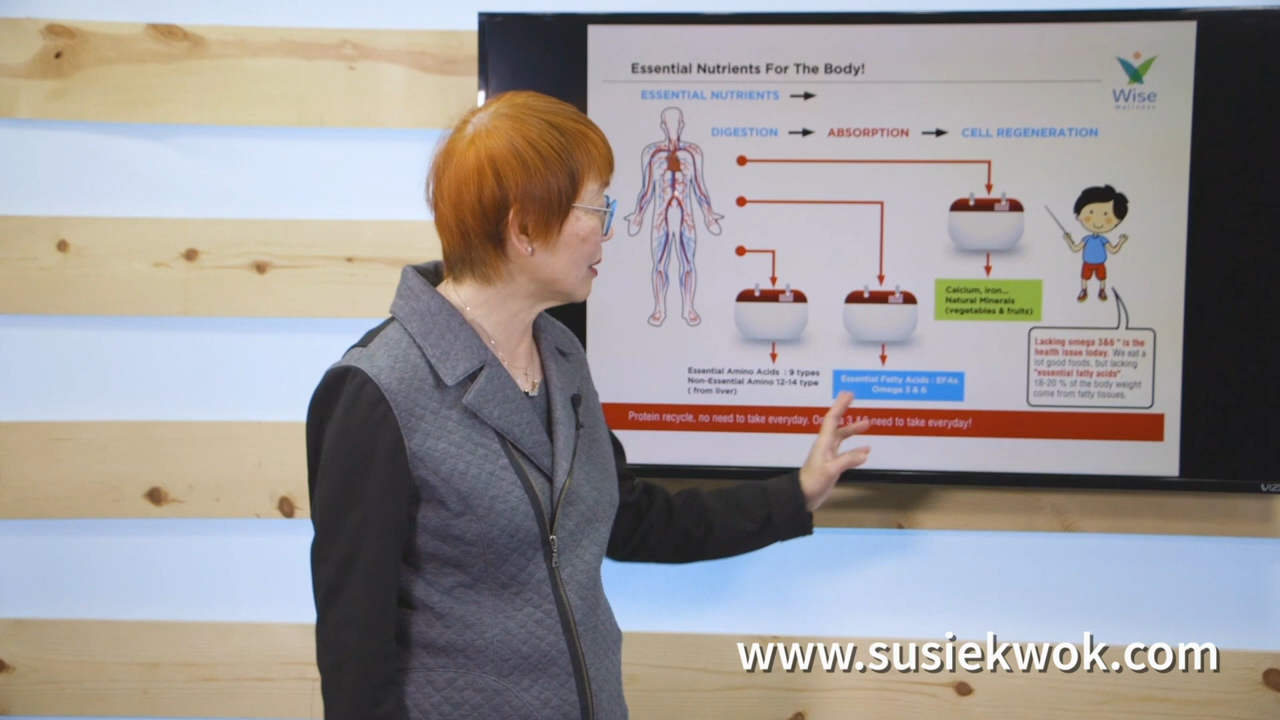 Essential Nutrients For The Body!
Wise
Wellness
ESSENTIAL NUTRIENTS
DIGESTION
ABSORPTION
CELL REGENERATION
Calcium, iron...
Natural Minerals
(vegetables & fruits)
Lacking omega 3&6 " is the
health issue today. We eat a
lot good foods, but lacking
"essential fatty acids"
18-20 % of the body weight
come from fatty tissues.
Essential Amino Acids : 9 types
Non-Essential Amino 12-14 type
( from liver)
Essential Fatty Acids : EFAs
Omega 3 & 6
Protein recycle, no need to take everyday. Omega 3 &6 need to take everyday!
www.susiekwok.com